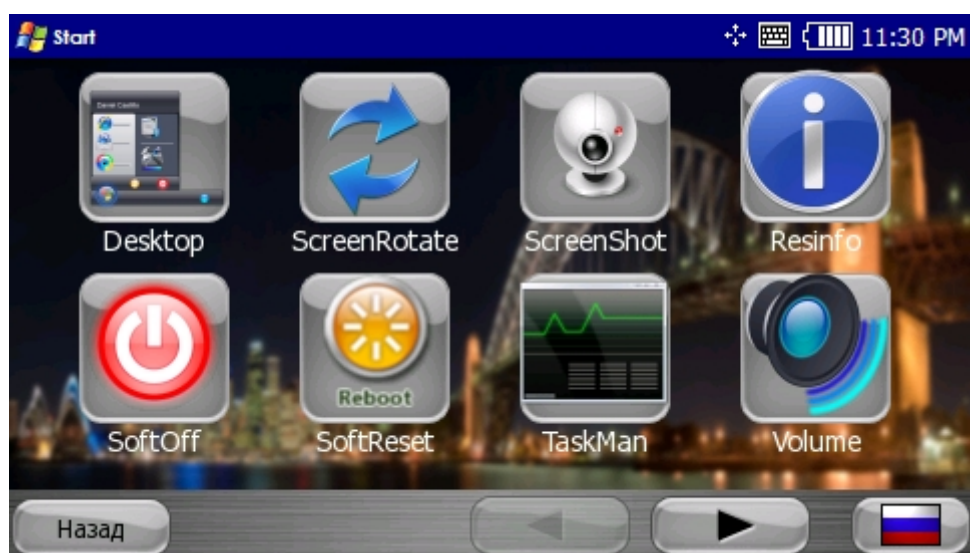 Start 11:30 PM
Desktop ScreenRotate ScreenShot Resinfo
Reboot
SoftOff SoftReset TaskMan Volume
Назад